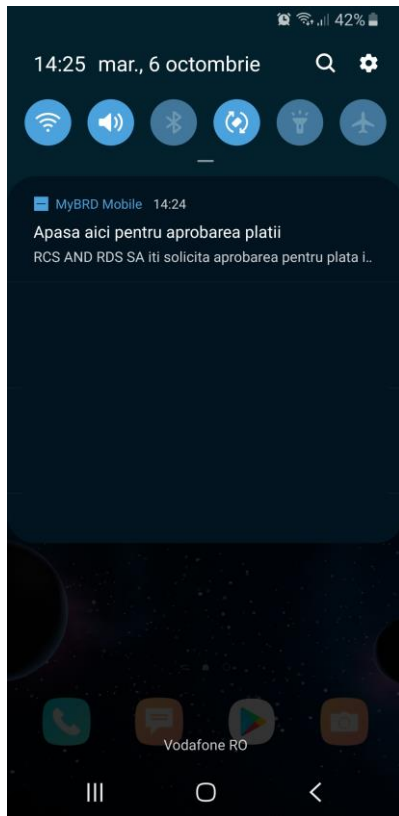 42%
14:25 mar., 6 octombrie
MyBRD Mobile 14:24
Apasa aici pentru aprobarea platii
RCS AND RDS SA iti solicita aprobarea pentru plata i..
Vodafone RO